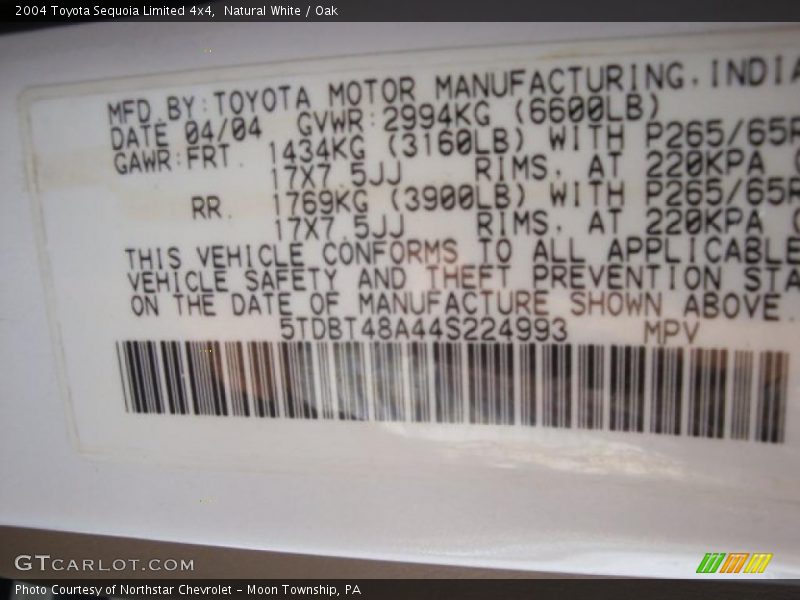 2004 Toyota Sequoia Limited 4x4,  Natural White / Oak
MFD.BY:TOYOTA MOTOR MANUFACTURING,INDIA
DATE 04/04 GVWR:2994KG (6600LB)
GAWR:FRT. 1434KG (3160LB) WITH P265/65R
17X7.5JJ RIMS, AT 220KPA (
RR. 1769KG (3900LB) WITH P265/65R
17X7.5JJ RIMS, AT 220KPA (
THIS VEHICLE CONFORMS TO ALL APPLICABLE
VEHICLE SAFETY AND THEFT PREVENTION STA
ON THE DATE OF MANUFACTURE SHOWN ABOVE.
5TDBT48A44S224993 MPV
GTCARLOT.COM
Photo Courtesy of Northstar Chevrolet – Moon Township, PA